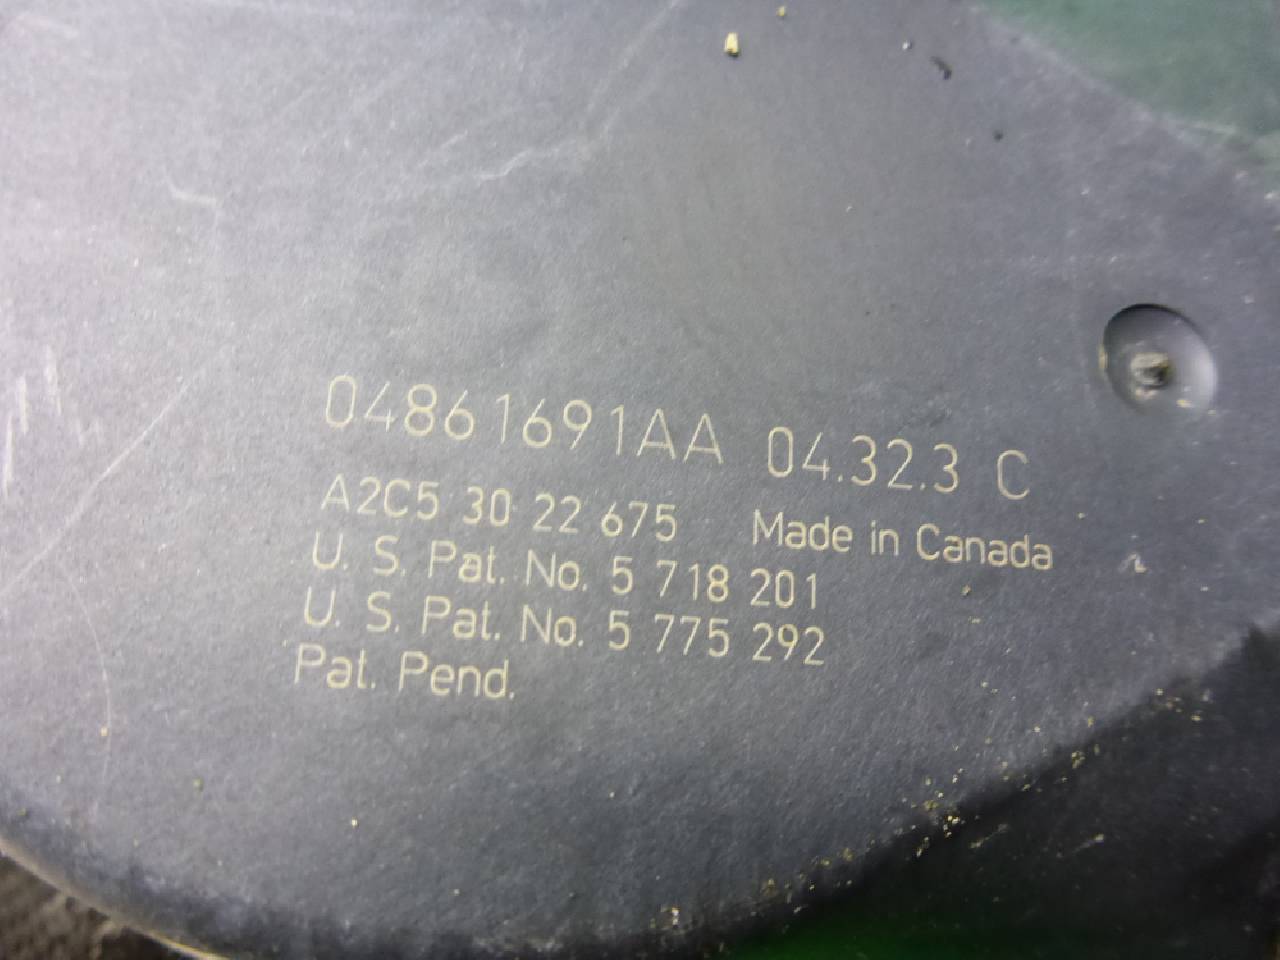 04861691AA 04.32.3 C
A2C5 30 22 675 Made in Canada
U. S. Pat. No. 5 718 201
U. S. Pat. No. 5 775 292
Pat. Pend.